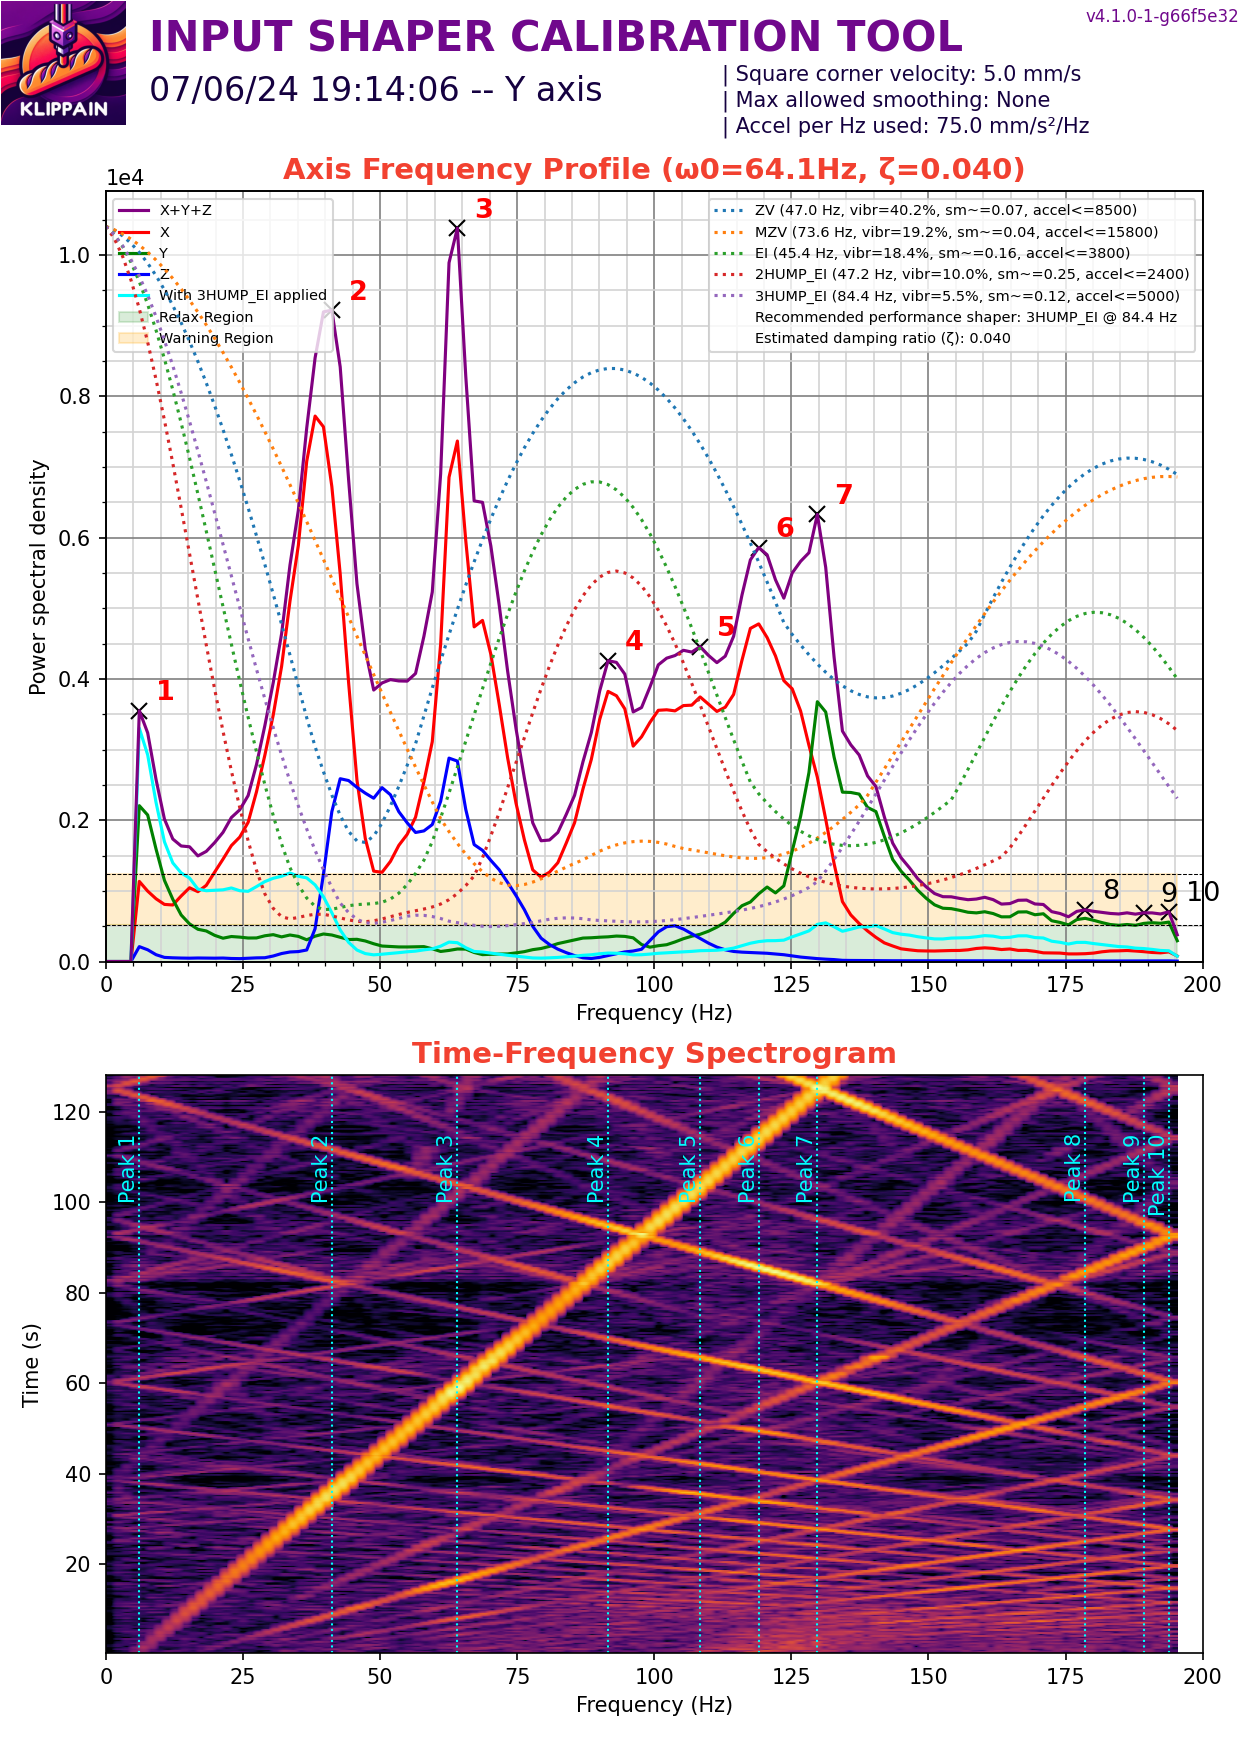 v4.1.0-1-g66f5e32
INPUT SHAPER CALIBRATION TOOL
07/06/24 19:14:06 -- Y axis
| Square corner velocity: 5.0 mm/s
| Max allowed smoothing: None
| Accel per Hz used: 75.0 mm/s²/Hz
KLIPPAIN
Axis Frequency Profile (ω0=64.1Hz, ζ=0.040)
1e4
X+Y+Z
X
Y
Z
With 3HUMP_EI applied
Relax Region
Warning Region
ZV (47.0 Hz, vibr=40.2%, sm~=0.07, accel<=8500)
MZV (73.6 Hz, vibr=19.2%, sm~=0.04, accel<=15800)
EI (45.4 Hz, vibr=18.4%, sm~=0.16, accel<=3800)
2HUMP_EI (47.2 Hz, vibr=10.0%, sm~=0.25, accel<=2400)
3HUMP_EI (84.4 Hz, vibr=5.5%, sm~=0.12, accel<=5000)
Recommended performance shaper: 3HUMP_EI @ 84.4 Hz
Estimated damping ratio (ζ): 0.040
1
2
3
4
5
6
7
8
9
10
Power spectral density
1.0
0.8
0.6
0.4
0.2
0.0
0 25 50 75 100 125 150 175 200
Frequency (Hz)
Time-Frequency Spectrogram
Peak 1
Peak 2
Peak 3
Peak 4
Peak 5
Peak 6
Peak 7
Peak 8
Peak 9
Peak 10
Time (s)
120
100
80
60
40
20
0 25 50 75 100 125 150 175 200
Frequency (Hz)